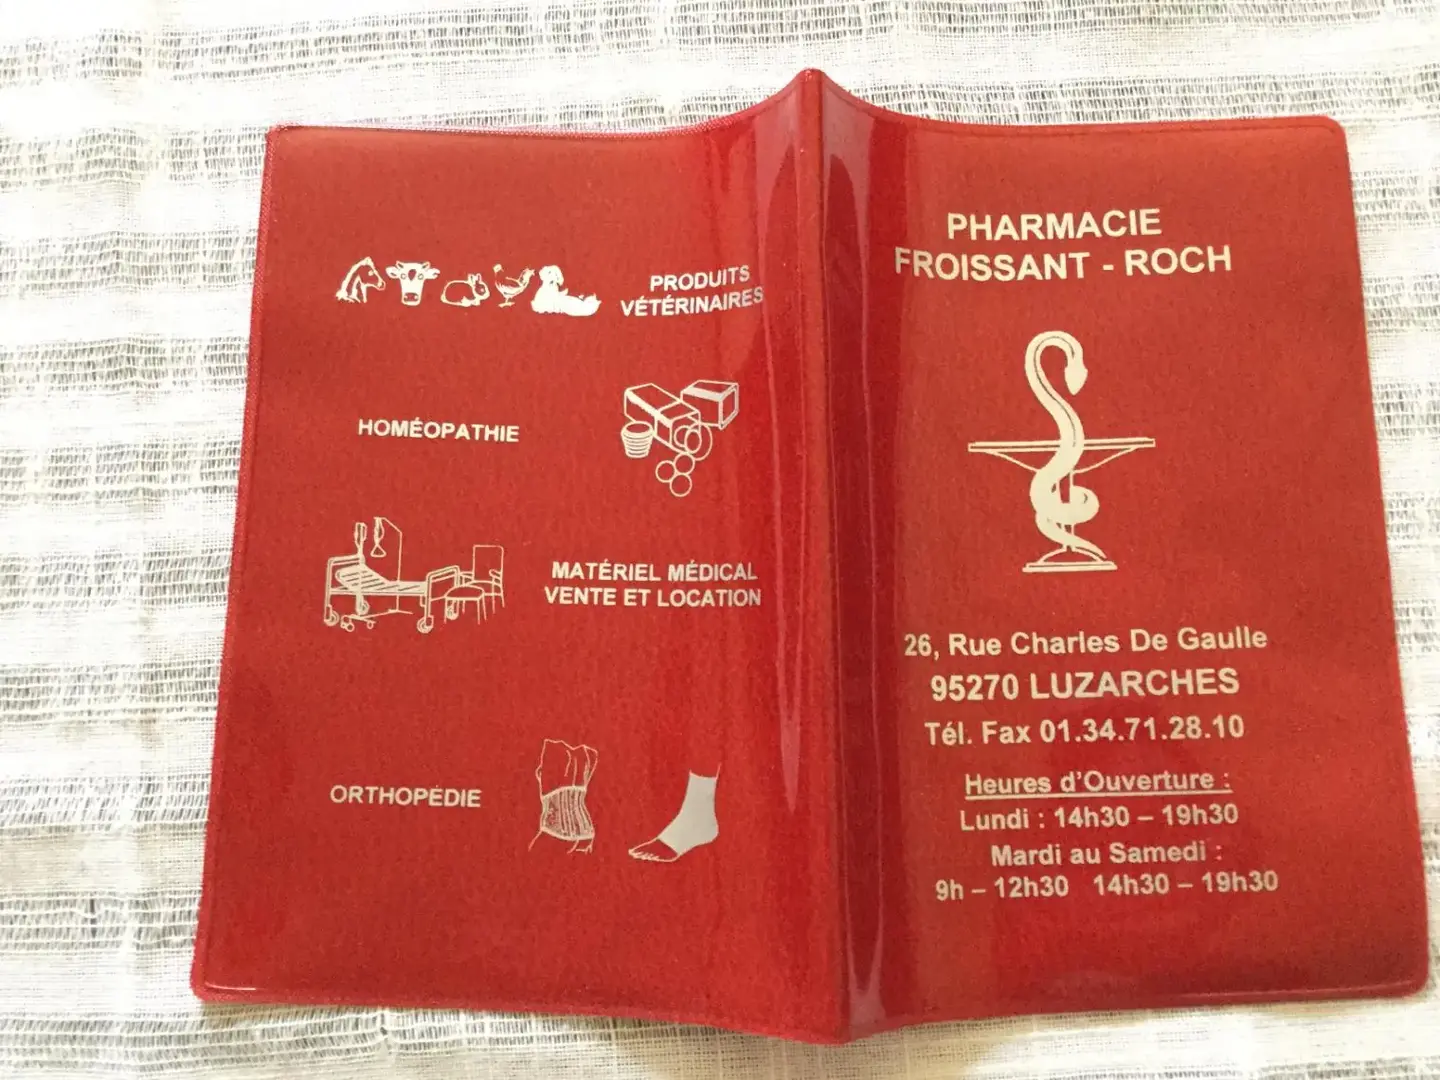 PRODUITS
VÉTÉRINAIRES
HOMÉOPATHIE
MATÉRIEL MÉDICAL
VENTE ET LOCATION
ORTHOPÉDIE
PHARMACIE
FROISSANT - ROCH
26, Rue Charles De Gaulle
95270 LUZARCHES
Tél. Fax 01.34.71.28.10
Heures d'Ouverture :
Lundi : 14h30 – 19h30
Mardi au Samedi :
9h – 12h30 14h30 – 19h30